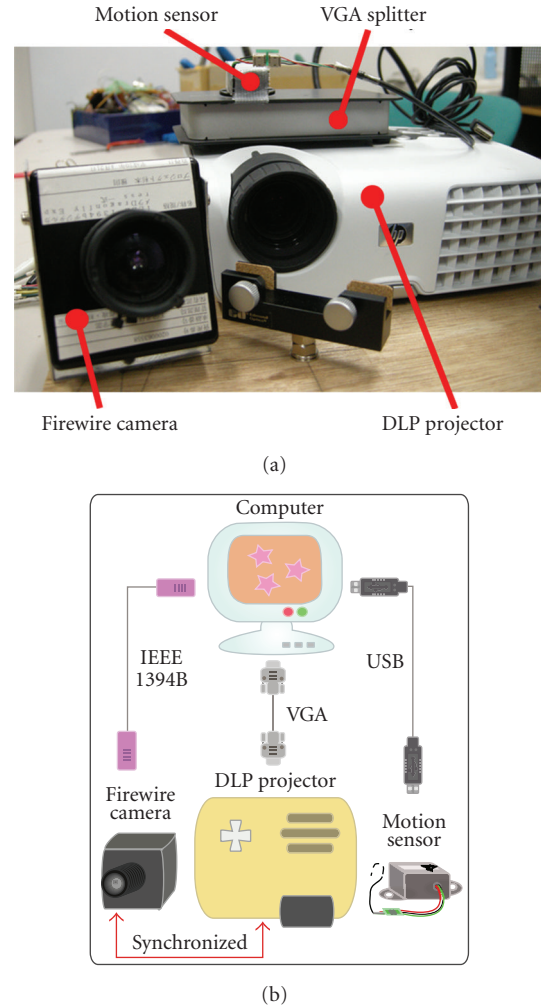 Motion sensor
VGA splitter
hp
Firewire camera
DLP projector
(a)
Computer
IEEE
1394B
USB
VGA
DLP projector
Firewire
camera
Motion
sensor
Synchronized
(b)